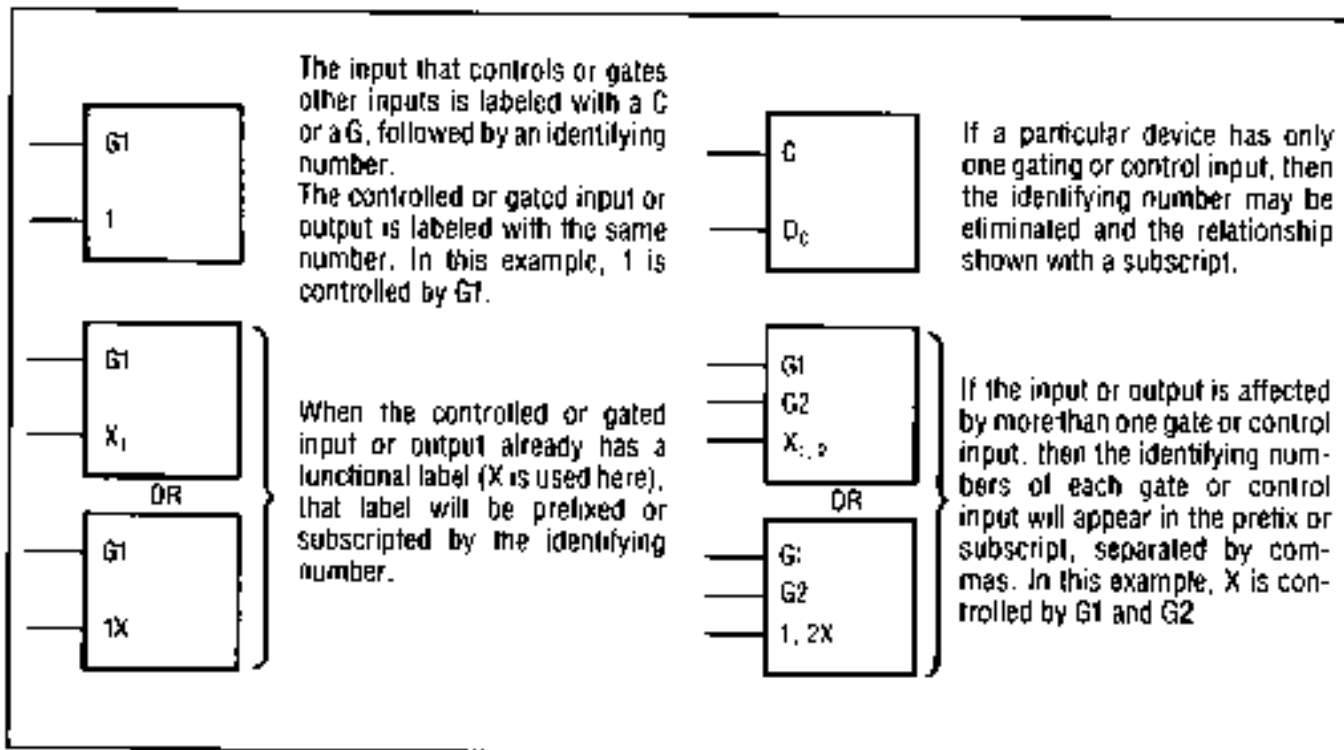 G1
1
The input that controls or gates
other inputs is labeled with a C
or a G, followed by an identifying
number.
The controlled or gated input or
output is labeled with the same
number. In this example, 1 is
controlled by G1.
G1
X₁
OR
G1
1X
When the controlled or gated
input or output already has a
functional label (X is used here),
that label will be prefixed or
subscripted by the identifying
number.
C
D_C
If a particular device has only
one gating or control input, then
the identifying number may be
eliminated and the relationship
shown with a subscript.
G1
G2
X₁,₂
OR
G1
G2
1, 2X
If the input or output is affected
by more than one gate or control
input, then the identifying num-
bers of each gate or control
input will appear in the prefix or
subscript, separated by com-
mas. In this example, X is con-
trolled by G1 and G2